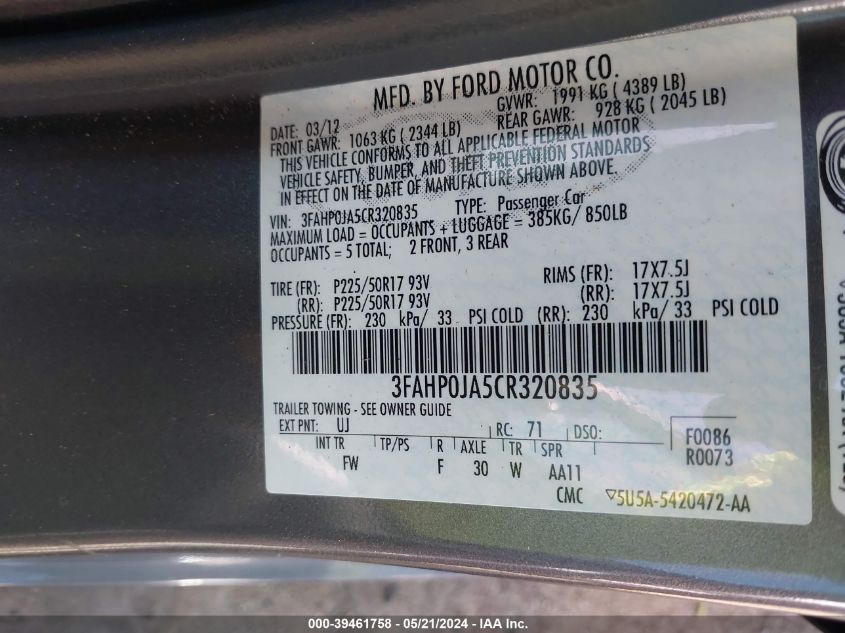 MFD. BY FORD MOTOR CO.
DATE: 03/12 GVWR: 1991 KG ( 4389 LB)
FRONT GAWR: 1063 KG ( 2344 LB) REAR GAWR: 928 KG ( 2045 LB)
THIS VEHICLE CONFORMS TO ALL APPLICABLE FEDERAL MOTOR
VEHICLE SAFETY, BUMPER, AND THEFT PREVENTION STANDARDS
IN EFFECT ON THE DATE OF MANUFACTURE SHOWN ABOVE.
VIN: 3FAHP0JA5CR320835 TYPE: Passenger Car
MAXIMUM LOAD = OCCUPANTS + LUGGAGE = 385KG/ 850LB
OCCUPANTS = 5 TOTAL; 2 FRONT, 3 REAR
TIRE (FR): P225/50R17 93V RIMS (FR): 17X7.5J
(RR): P225/50R17 93V (RR): 17X7.5J
PRESSURE (FR): 230 kPa/ 33 PSI COLD (RR): 230 kPa/ 33 PSI COLD
3FAHP0JA5CR320835
TRAILER TOWING - SEE OWNER GUIDE
EXT PNT: UJ RC: 71 DSO: F0086
INT TR TP/PS R AXLE TR SPR R0073
FW F 30 W AA11
CMC ▽5U5A-5420472-AA
000-39461758 - 05/21/2024 - IAA Inc.